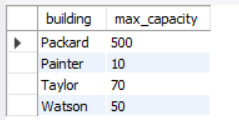 building max_capacity
Packard 500
Painter 10
Taylor 70
Watson 50